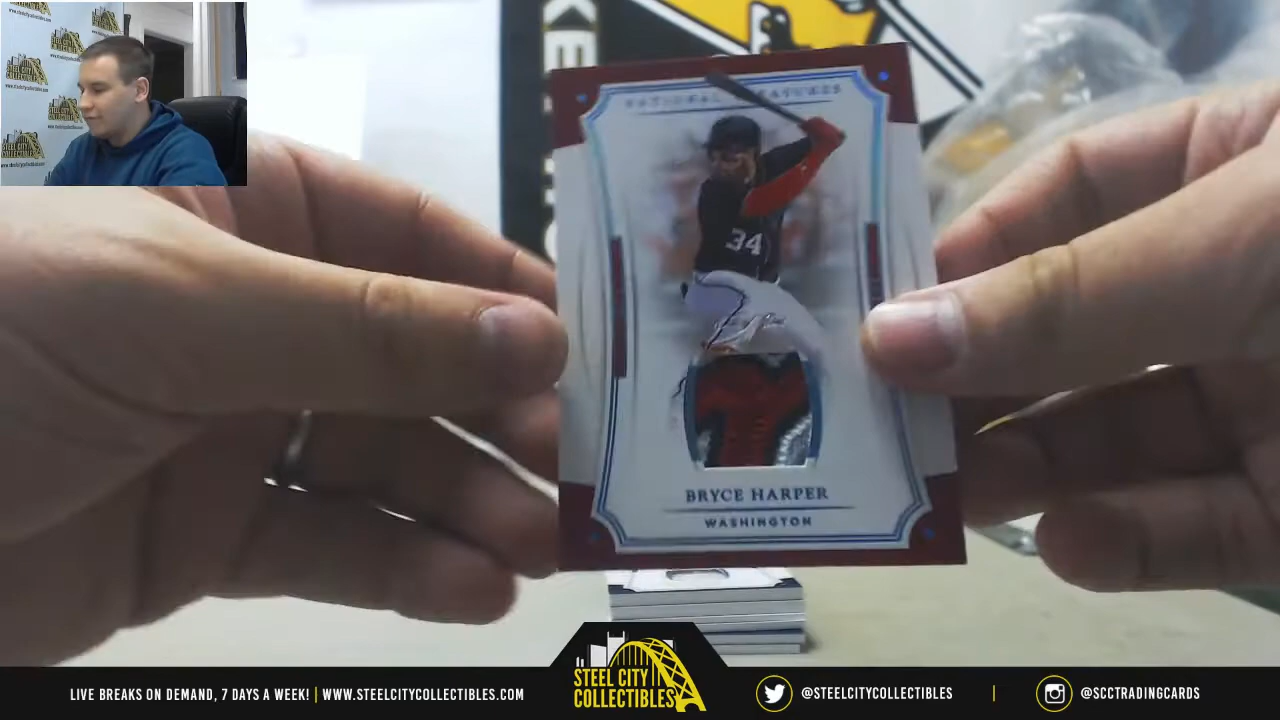 NATIONAL TREASURES
34
BRYCE HARPER
WASHINGTON
STEEL CITY
COLLECTIBLES
LIVE BREAKS ON DEMAND, 7 DAYS A WEEK! | WWW.STEELCITYCOLLECTIBLES.COM
@STEELCITYCOLLECTIBLES | @SCCTRADINGCARDS